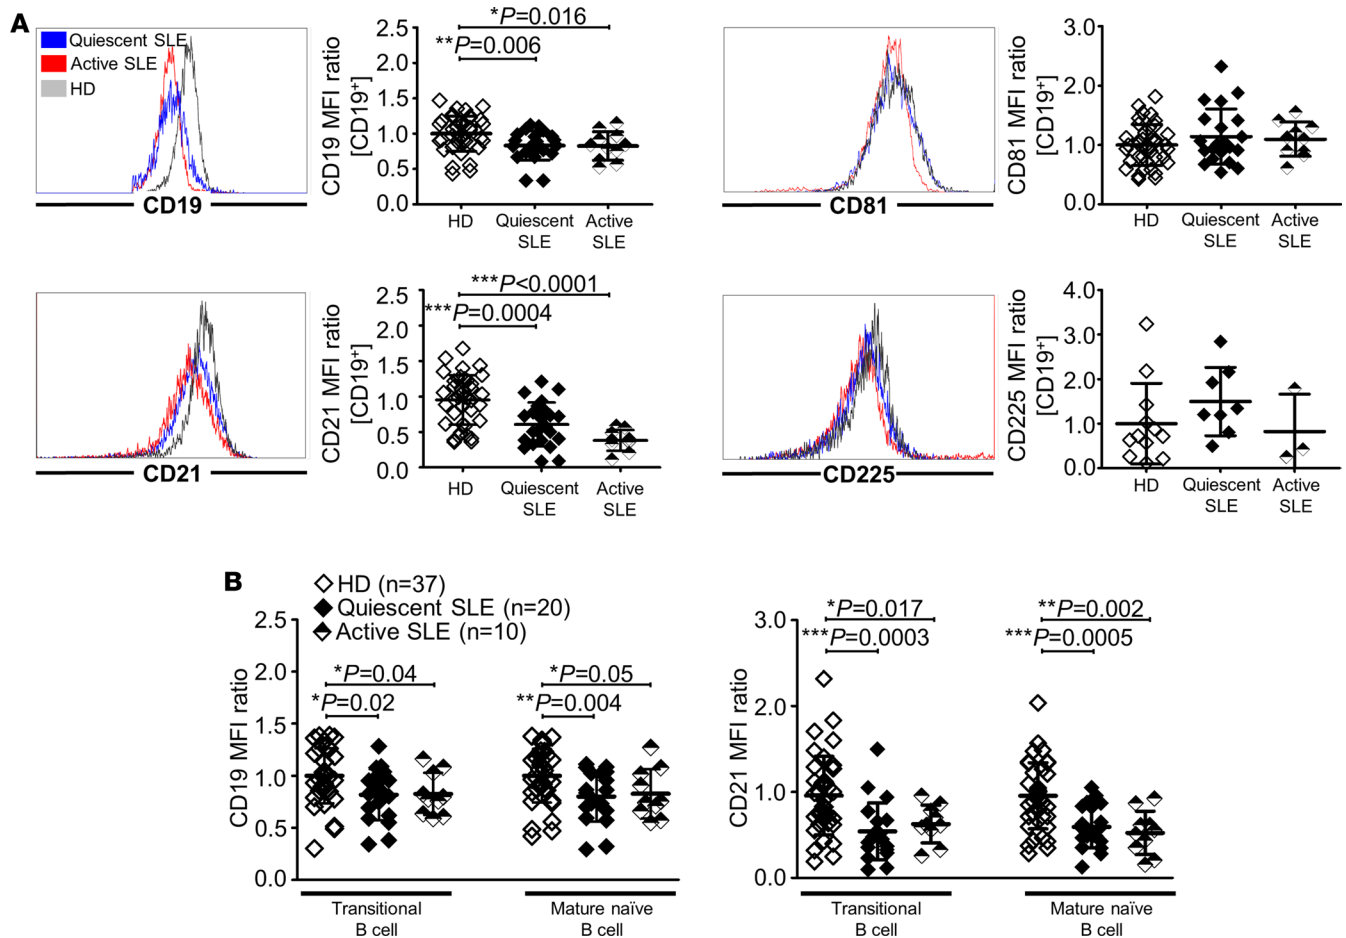 A
Quiescent SLE
Active SLE
HD
CD19
CD19 MFI ratio
[CD19+]
2.5
2.0
1.5
1.0
0.5
0.0
*P=0.016
**P=0.006
HD
Quiescent
SLE
Active
SLE
CD81
CD81 MFI ratio
[CD19+]
3.0
2.0
1.0
0.0
HD
Quiescent
SLE
Active
SLE
CD21
CD21 MFI ratio
[CD19+]
2.5
2.0
1.5
1.0
0.5
0.0
***P<0.0001
***P=0.0004
HD
Quiescent
SLE
Active
SLE
CD225
CD225 MFI ratio
[CD19+]
4.0
3.0
2.0
1.0
0.0
HD
Quiescent
SLE
Active
SLE
B
HD (n=37)
Quiescent SLE (n=20)
Active SLE (n=10)
CD19 MFI ratio
2.5
2.0
1.5
1.0
0.5
0.0
*P=0.04
*P=0.02
*P=0.05
**P=0.004
Transitional
B cell
Mature naïve
B cell
CD21 MFI ratio
3.0
2.0
1.0
0.0
*P=0.017
***P=0.0003
**P=0.002
***P=0.0005
Transitional
B cell
Mature naïve
B cell